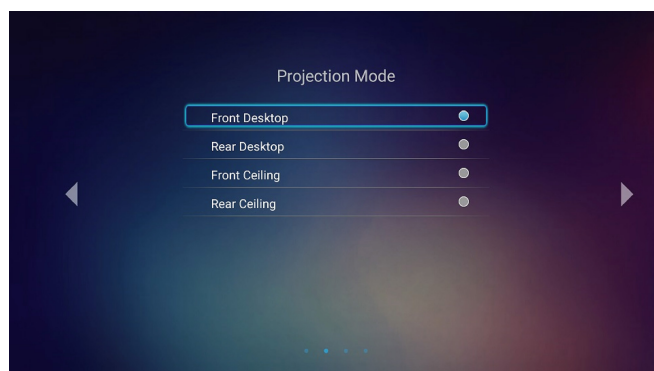 Projection Mode
Front Desktop
Rear Desktop
Front Ceiling
Rear Ceiling